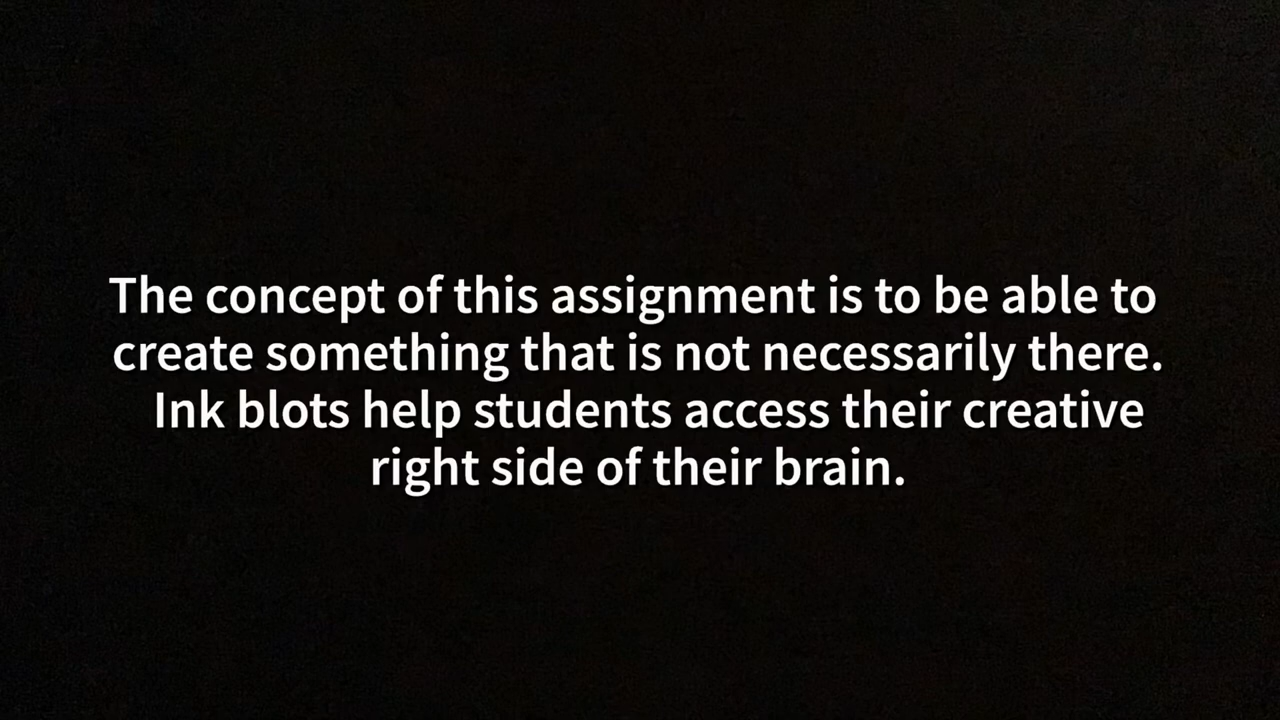 The concept of this assignment is to be able to
create something that is not necessarily there.
Ink blots help students access their creative
right side of their brain.